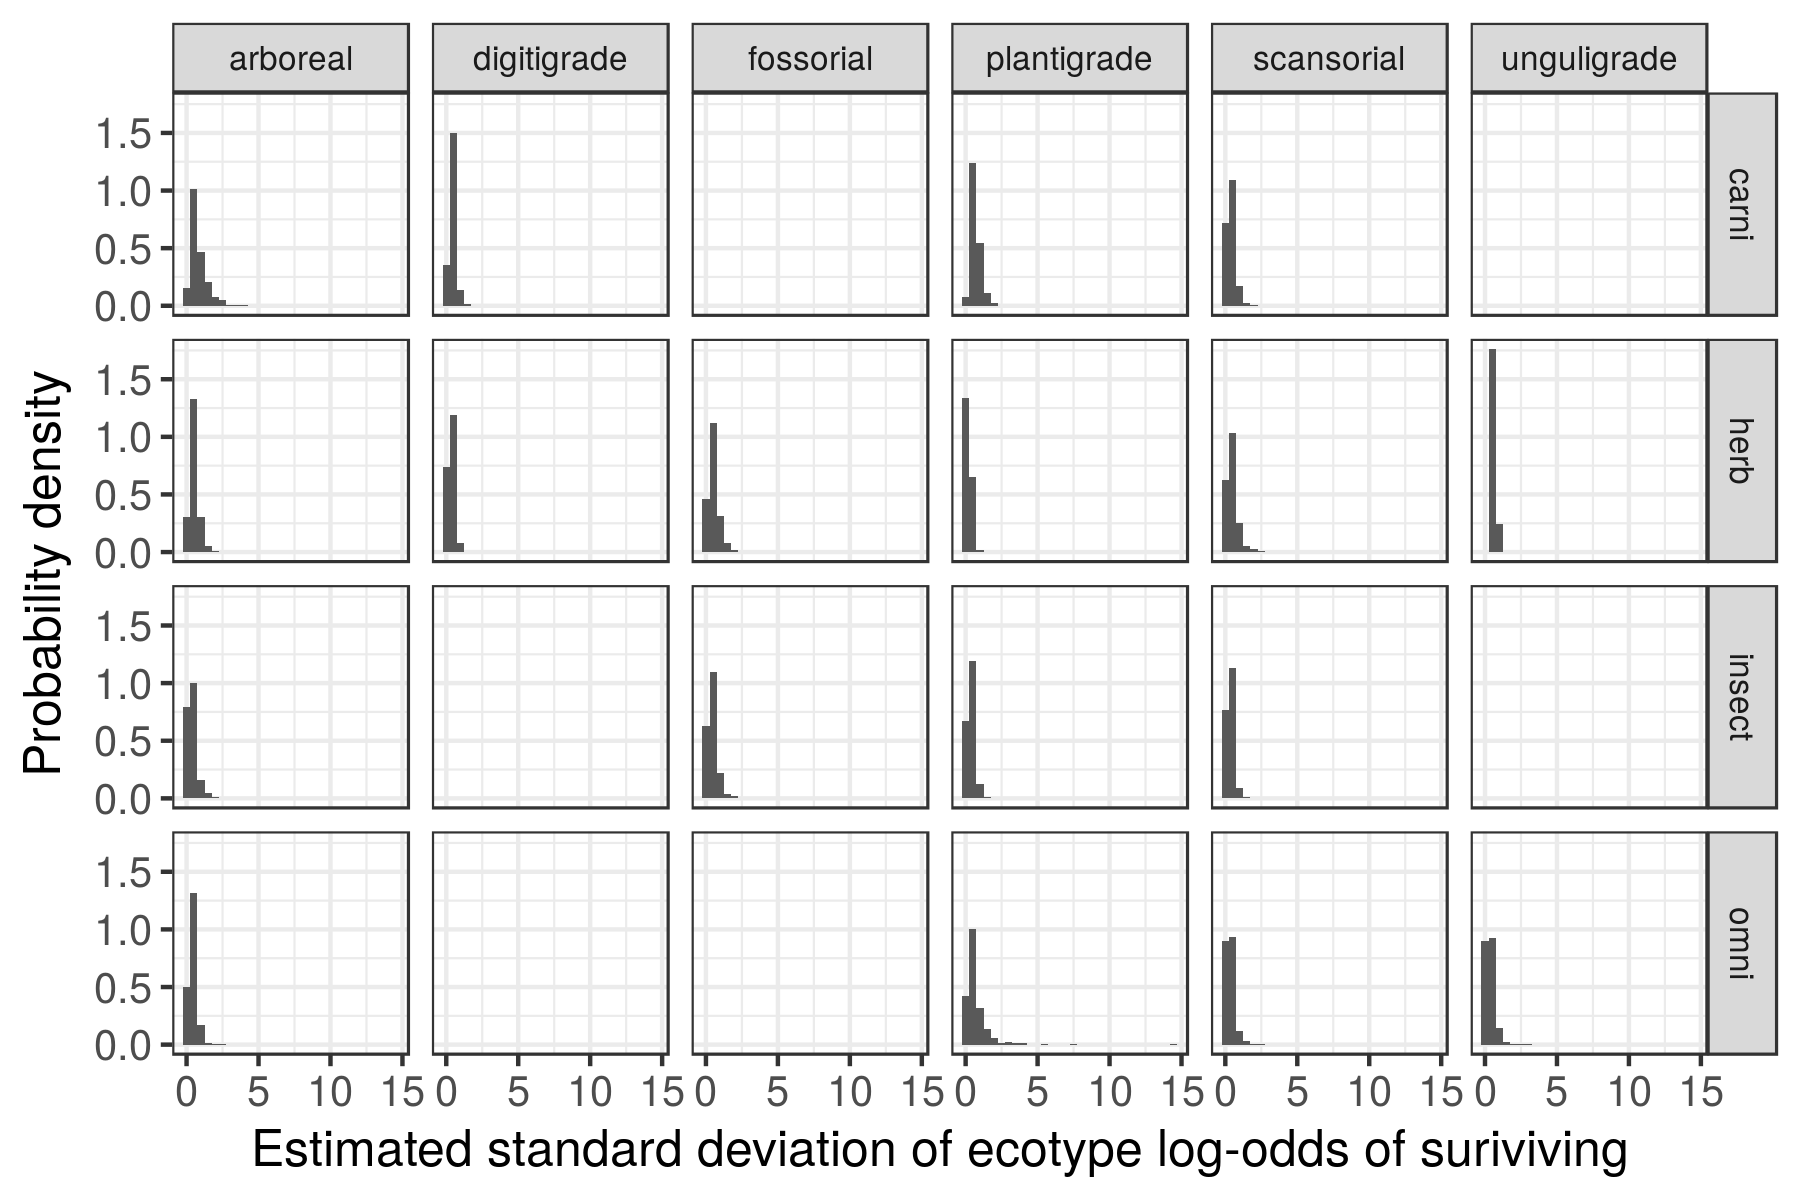 arboreal digitigrade fossorial plantigrade scansorial unguligrade
1.5
1.0
0.5
0.0
carni
1.5
1.0
0.5
0.0
herb
1.5
1.0
0.5
0.0
insect
1.5
1.0
0.5
0.0
omni
0 5 10 15 0 5 10 15 0 5 10 15 0 5 10 15 0 5 10 15 0 5 10 15
Probability density
Estimated standard deviation of ecotype log-odds of suriviving